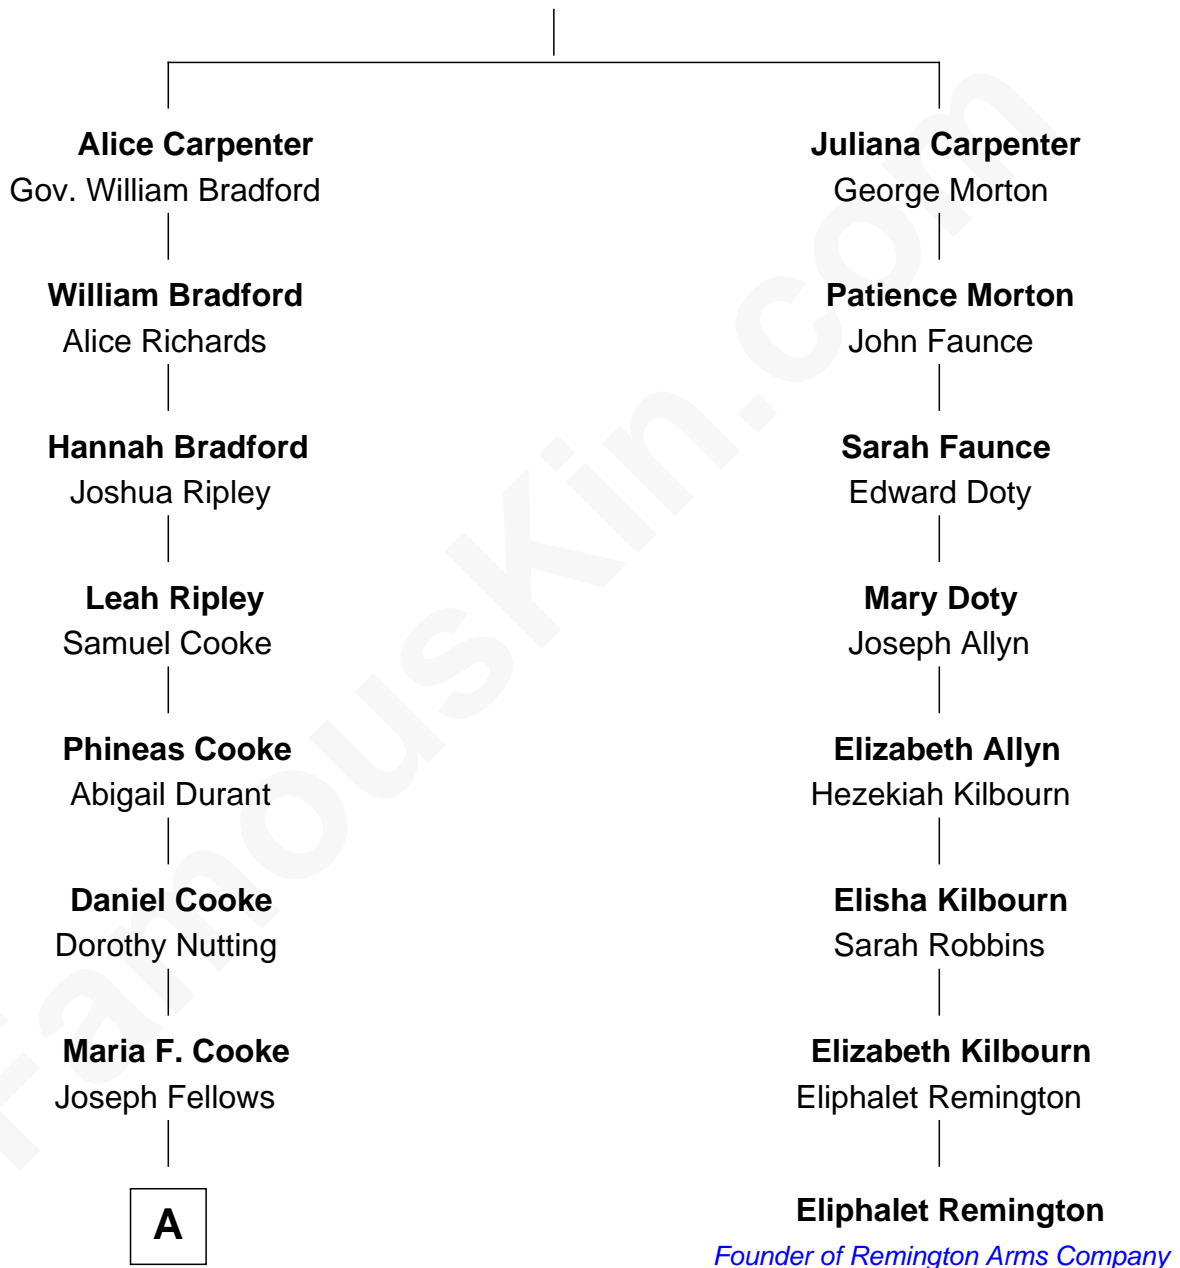 Alice Carpenter
Gov. William Bradford
William Bradford
Alice Richards
Hannah Bradford
Joshua Ripley
Leah Ripley
Samuel Cooke
Phineas Cooke
Abigail Durant
Daniel Cooke
Dorothy Nutting
Maria F. Cooke
Joseph Fellows
A
Juliana Carpenter
George Morton
Patience Morton
John Faunce
Sarah Faunce
Edward Doty
Mary Doty
Joseph Allyn
Elizabeth Allyn
Hezekiah Kilbourn
Elisha Kilbourn
Sarah Robbins
Elizabeth Kilbourn
Eliphalet Remington
Eliphalet Remington
Founder of Remington Arms Company
FamousKin.com